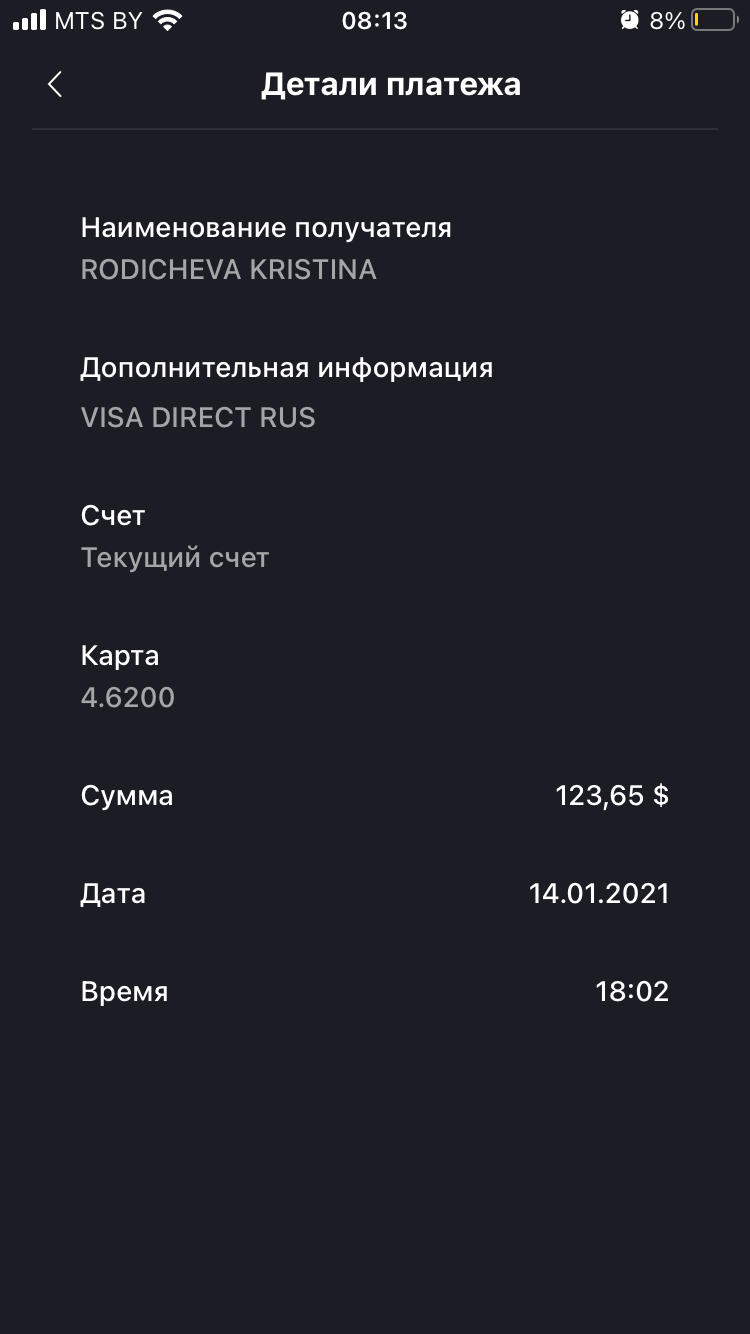 MTS BY 08:13 8%
Детали платежа
Наименование получателя
RODICHEVA KRISTINA
Дополнительная информация
VISA DIRECT RUS
Счет
Текущий счет
Карта
4.6200
Сумма 123,65 $
Дата 14.01.2021
Время 18:02